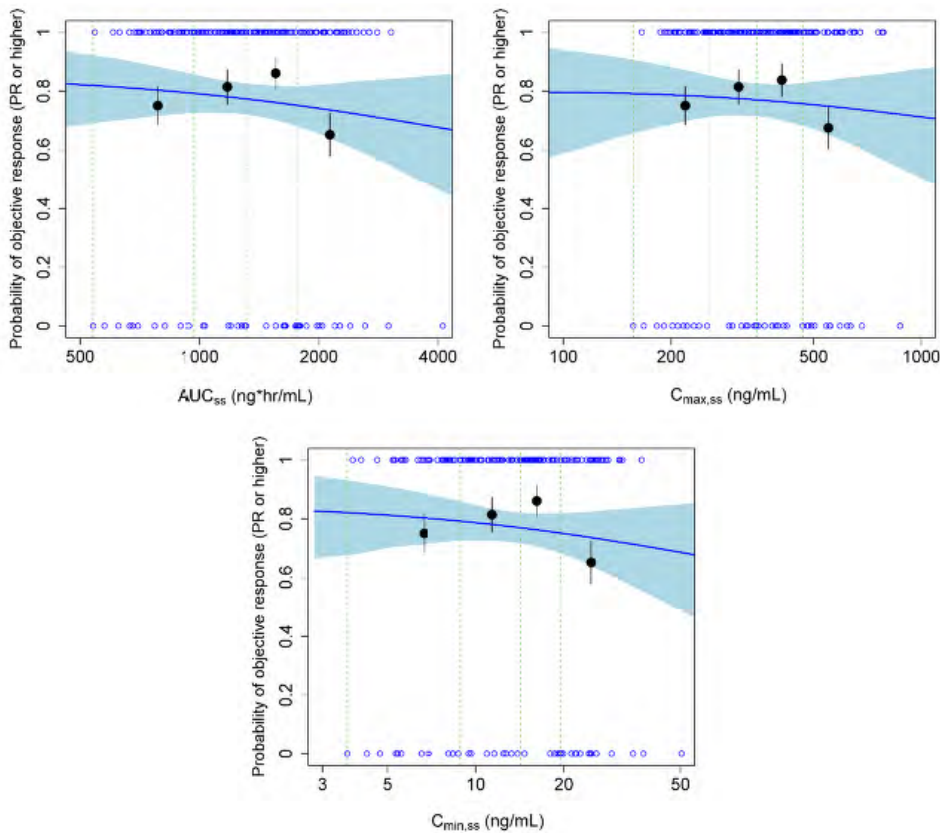 Probability of objective response (PR or higher)
1
0.8
0.6
0.4
0.2
0
500 1000 2000 4000
AUCss (ng*hr/mL)
Probability of objective response (PR or higher)
1
0.8
0.6
0.4
0.2
0
100 200 500 1000
Cmax,ss (ng/mL)
Probability of objective response (PR or higher)
1
0.8
0.6
0.4
0.2
0
3 5 10 20 50
Cmin,ss (ng/mL)